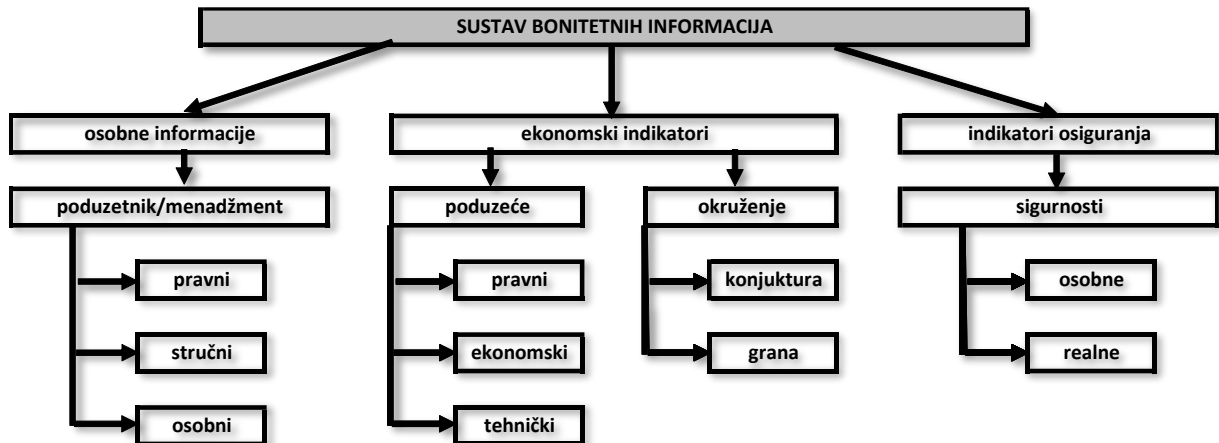 SUSTAV BONITETNIH INFORMACIJA
osobne informacije
ekonomski indikatori
indikatori osiguranja
poduzetnik/menadžment
poduzeće
okruženje
sigurnosti
pravni
pravni
konjuktura
osobne
stručni
ekonomski
grana
realne
osobni
tehnički